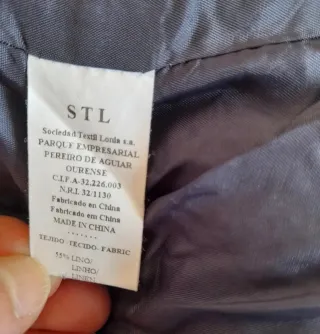 STL
Sociedad Textil Lonia s.a.
PARQUE EMPRESARIAL
PEREIRO DE AGUIAR
OURENSE
C.I.F.A-32.226.003
N.R.I. 32/1130
Fabricado en China
Fabricado em China
MADE IN CHINA
.......
TEJIDO-TECIDO-FABRIC
55% LINO/
LINHO/
LINEN